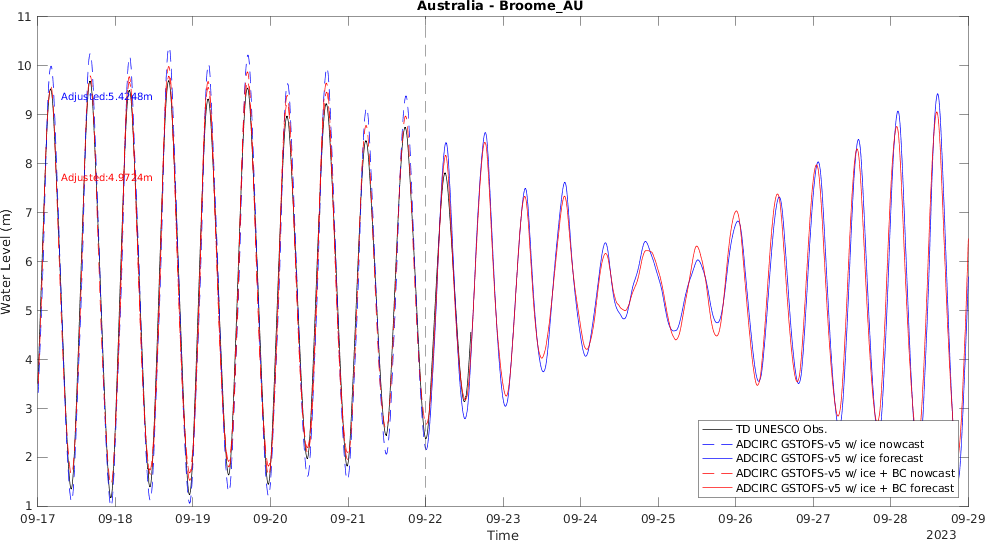 Australia - Broome_AU
11
10
9
8
7
6
5
4
3
2
1
Water Level (m)
Adjusted:5.4248m
Adjusted:4.9724m
TD UNESCO Obs.
ADCIRC GSTOFS-v5 w/ ice nowcast
ADCIRC GSTOFS-v5 w/ ice forecast
ADCIRC GSTOFS-v5 w/ ice + BC nowcast
ADCIRC GSTOFS-v5 w/ ice + BC forecast
09-17 09-18 09-19 09-20 09-21 09-22 09-23 09-24 09-25 09-26 09-27 09-28 09-29
Time
2023